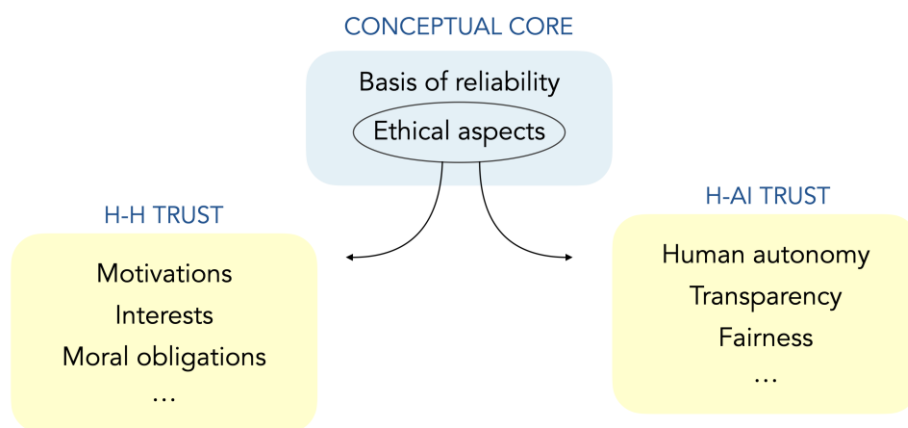 CONCEPTUAL CORE
Basis of reliability
Ethical aspects
H-H TRUST
Motivations
Interests
Moral obligations
...
H-AI TRUST
Human autonomy
Transparency
Fairness
...